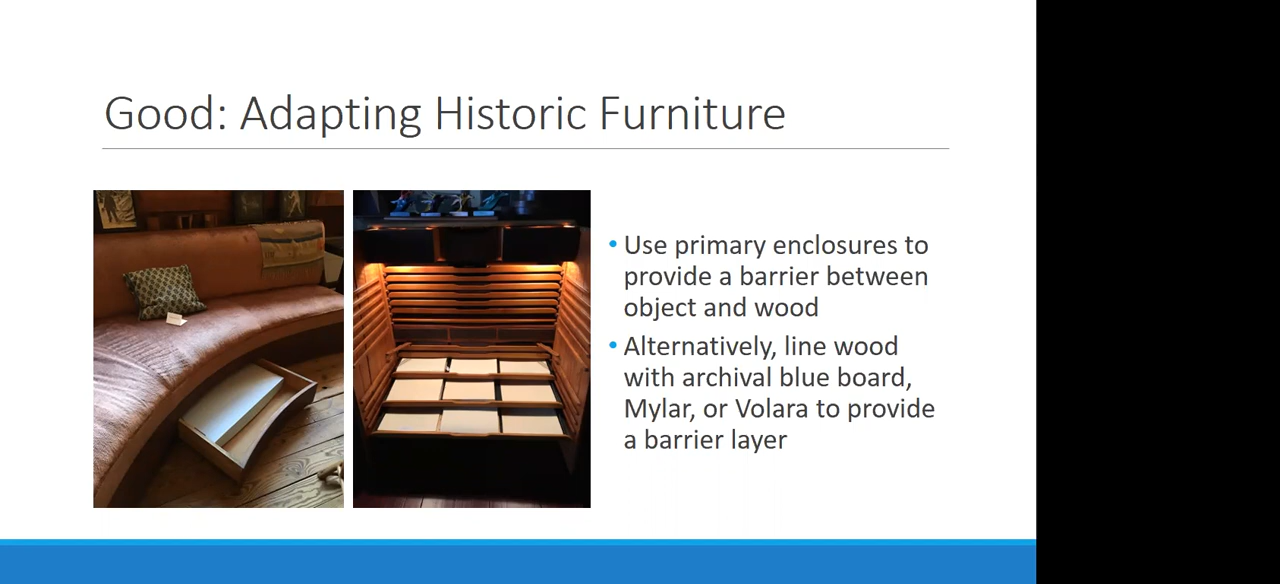 Good: Adapting Historic Furniture
• Use primary enclosures to
provide a barrier between
object and wood
• Alternatively, line wood
with archival blue board,
Mylar, or Volara to provide
a barrier layer